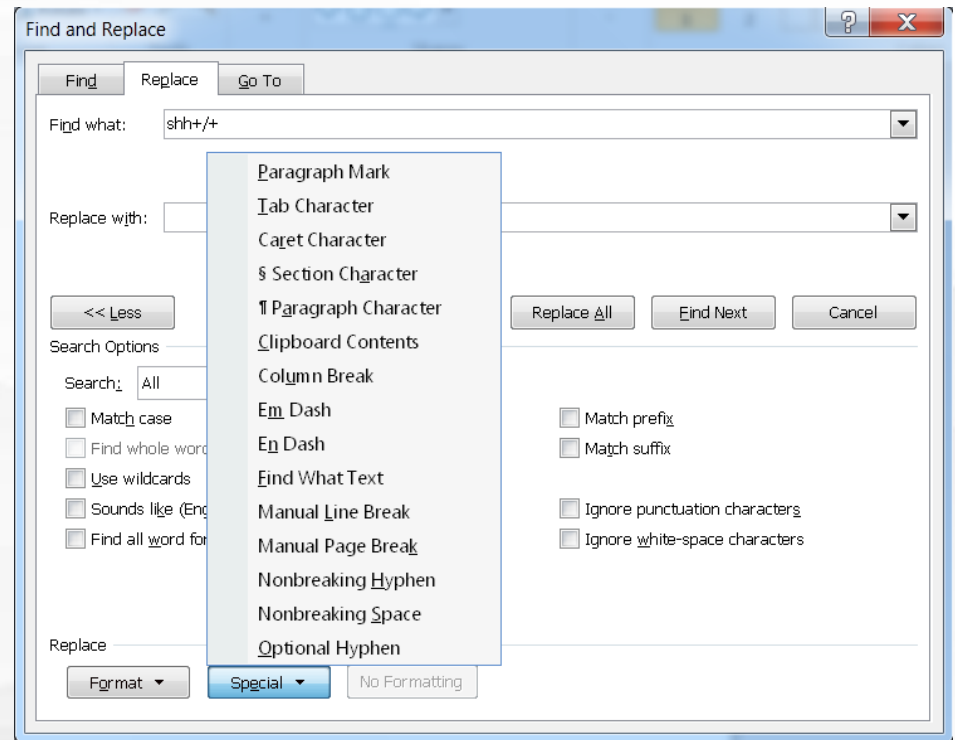 Find and Replace
Find Replace Go To
Find what: shh+/+
Replace with:
<< Less Replace All Find Next Cancel
Search Options
Search: All
Match case
Find whole word
Use wildcards
Sounds like (Eng
Find all word for
Match prefix
Match suffix
Ignore punctuation characters
Ignore white-space characters
Paragraph Mark
Tab Character
Caret Character
§ Section Character
¶ Paragraph Character
Clipboard Contents
Column Break
Em Dash
En Dash
Find What Text
Manual Line Break
Manual Page Break
Nonbreaking Hyphen
Nonbreaking Space
Optional Hyphen
Replace
Format Special No Formatting